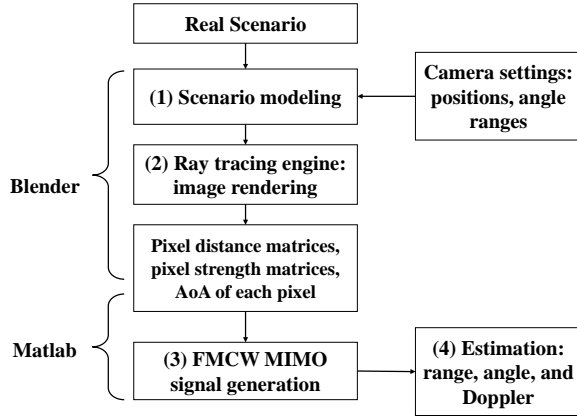 Real Scenario
(1) Scenario modeling
Camera settings:
positions, angle
ranges
(2) Ray tracing engine:
image rendering
Blender
Pixel distance matrices,
pixel strength matrices,
AoA of each pixel
Matlab
(3) FMCW MIMO
signal generation
(4) Estimation:
range, angle, and
Doppler